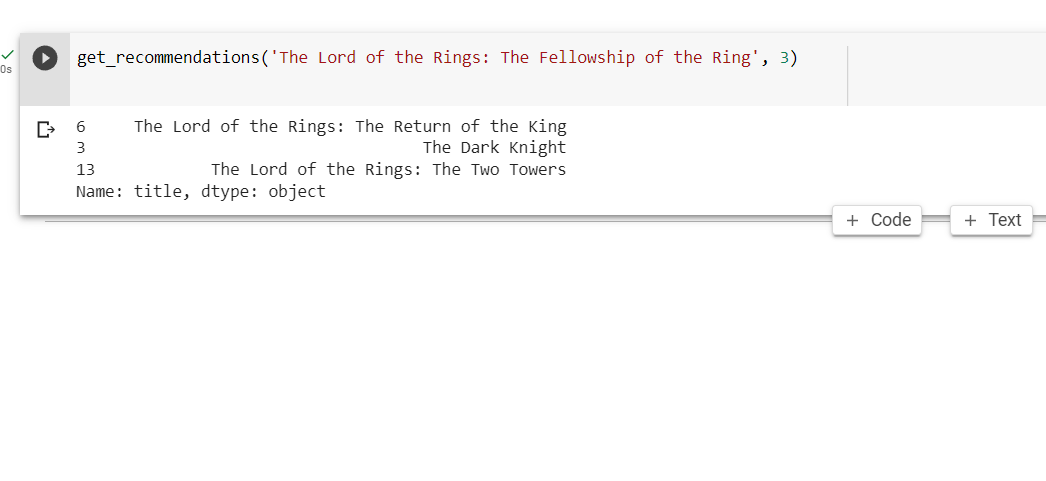 get_recommendations('The Lord of the Rings: The Fellowship of the Ring', 3)
0s
6 The Lord of the Rings: The Return of the King
3 The Dark Knight
13 The Lord of the Rings: The Two Towers
Name: title, dtype: object
+ Code + Text